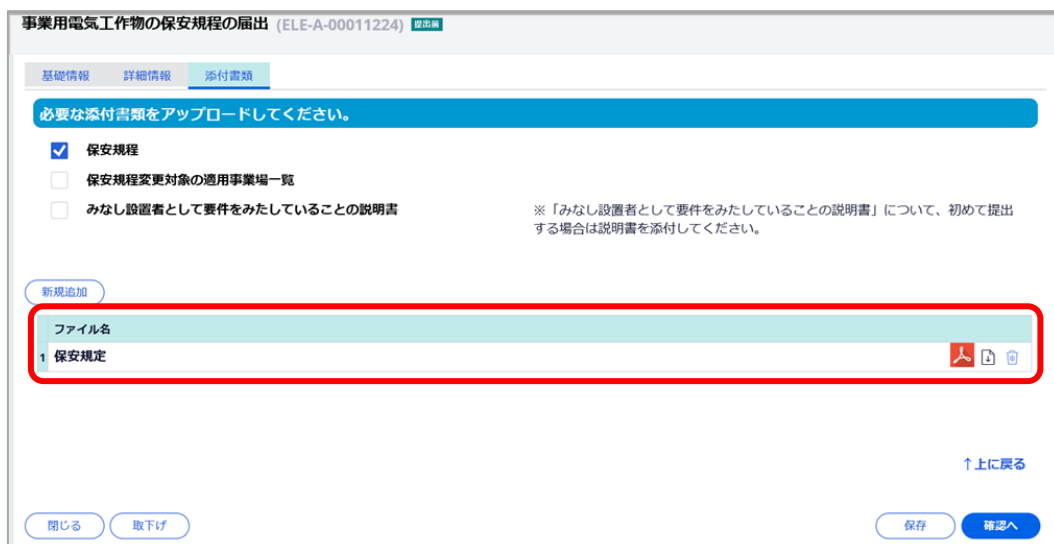 事業用電気工作物の保安規程の届出 (ELE-A-00011224) 提出前
基礎情報 詳細情報 添付書類
必要な添付書類をアップロードしてください。
保安規程
保安規程変更対象の適用事業場一覧
みなし設置者として要件をみたしていることの説明書
※「みなし設置者として要件をみたしていることの説明書」について、初めて提出
する場合は説明書を添付してください。
新規追加
ファイル名
1 保安規定
↑上に戻る
閉じる 取下げ 保存 確認へ